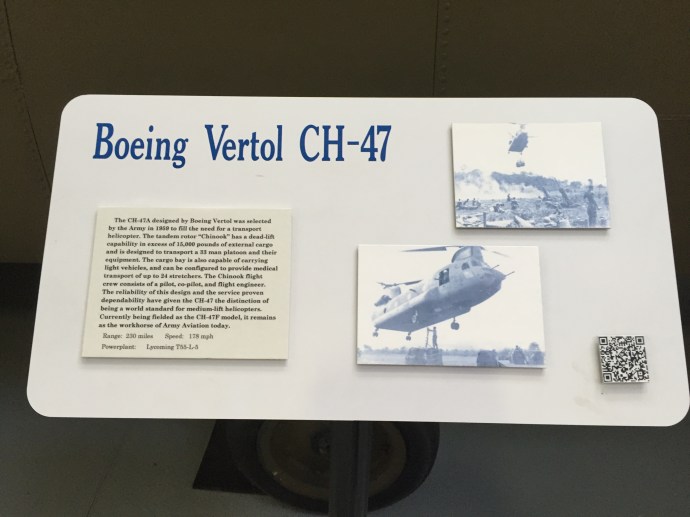 Boeing Vertol CH-47
The CH-47A designed by Boeing Vertol was selected
by the Army in 1959 to fill the need for a transport
helicopter. The tandem rotor "Chinook" has a dead-lift
capability in excess of 15,000 pounds of external cargo
and is designed to transport a 33 man platoon and their
equipment. The cargo bay is also capable of carrying
light vehicles, and can be configured to provide medical
transport of up to 24 stretchers. The Chinook flight
crew consists of a pilot, co-pilot, and flight engineer.
The reliability of this design and the service proven
dependability have given the CH-47 the distinction of
being a world standard for medium-lift helicopters.
Currently being fielded as the CH-47F model, it remains
as the workhorse of Army Aviation today.
Range: 230 miles Speed: 178 mph
Powerplant: Lycoming T55-L-5